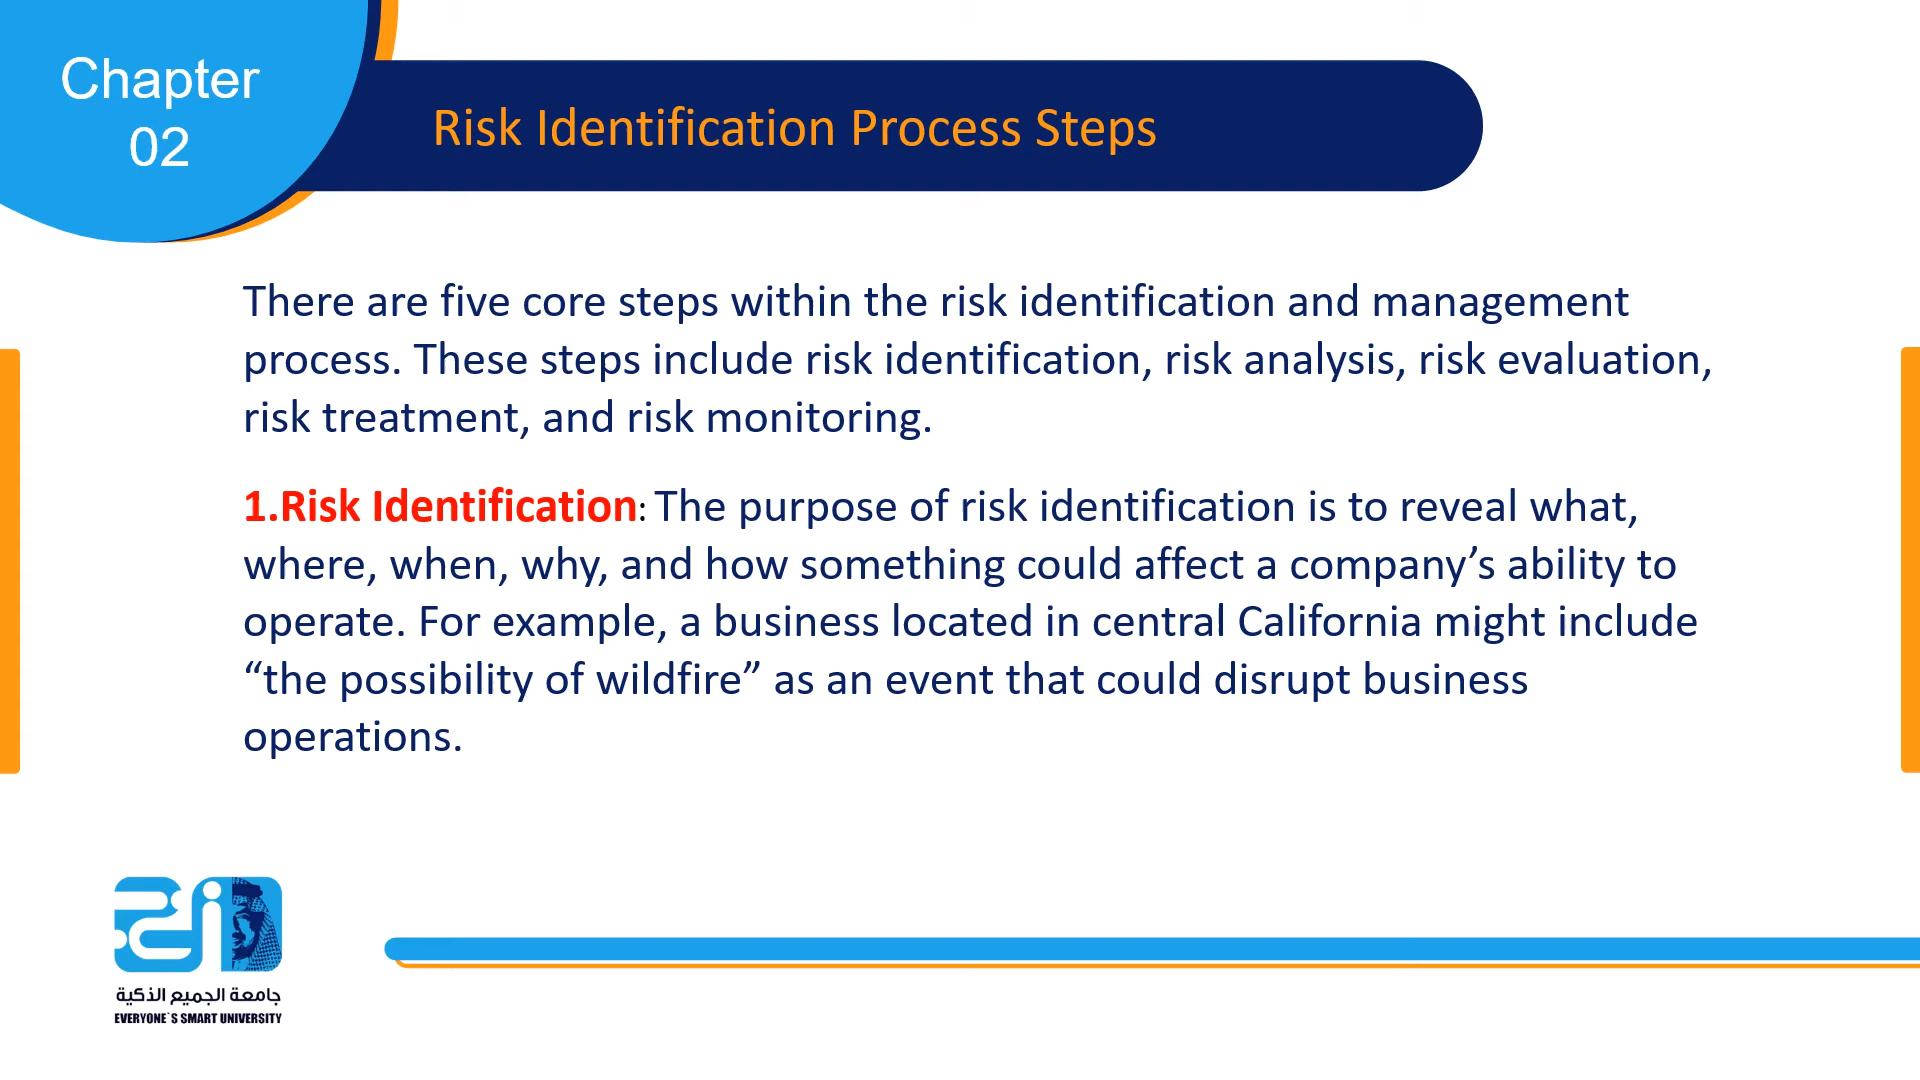 Chapter
02
Risk Identification Process Steps
There are five core steps within the risk identification and management
process. These steps include risk identification, risk analysis, risk evaluation,
risk treatment, and risk monitoring.
1.Risk Identification: The purpose of risk identification is to reveal what,
where, when, why, and how something could affect a company’s ability to
operate. For example, a business located in central California might include
“the possibility of wildfire” as an event that could disrupt business
operations.
جامعة الجميع الذكية
EVERYONE`S SMART UNIVERSITY